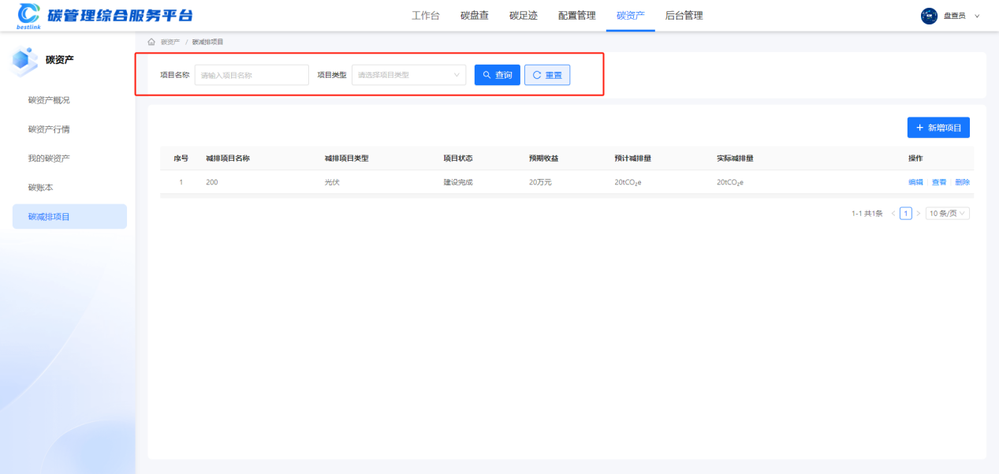 碳管理综合服务平台
bestlink
工作台 碳盘查 碳足迹 配置管理 碳资产 后台管理
盘查员
碳资产 / 碳减排项目
碳资产
碳资产概况
碳资产行情
我的碳资产
碳账本
碳减排项目
项目名称 请输入项目名称 项目类型 请选择项目类型 查询 重置
+ 新增项目
序号 减排项目名称 减排项目类型 项目状态 预期收益 预计减排量 实际减排量 操作
1 200 光伏 建设完成 20万元 20tCO₂e 20tCO₂e 编辑 查看 删除
1-1 共1条 < 1 > 10 条/页